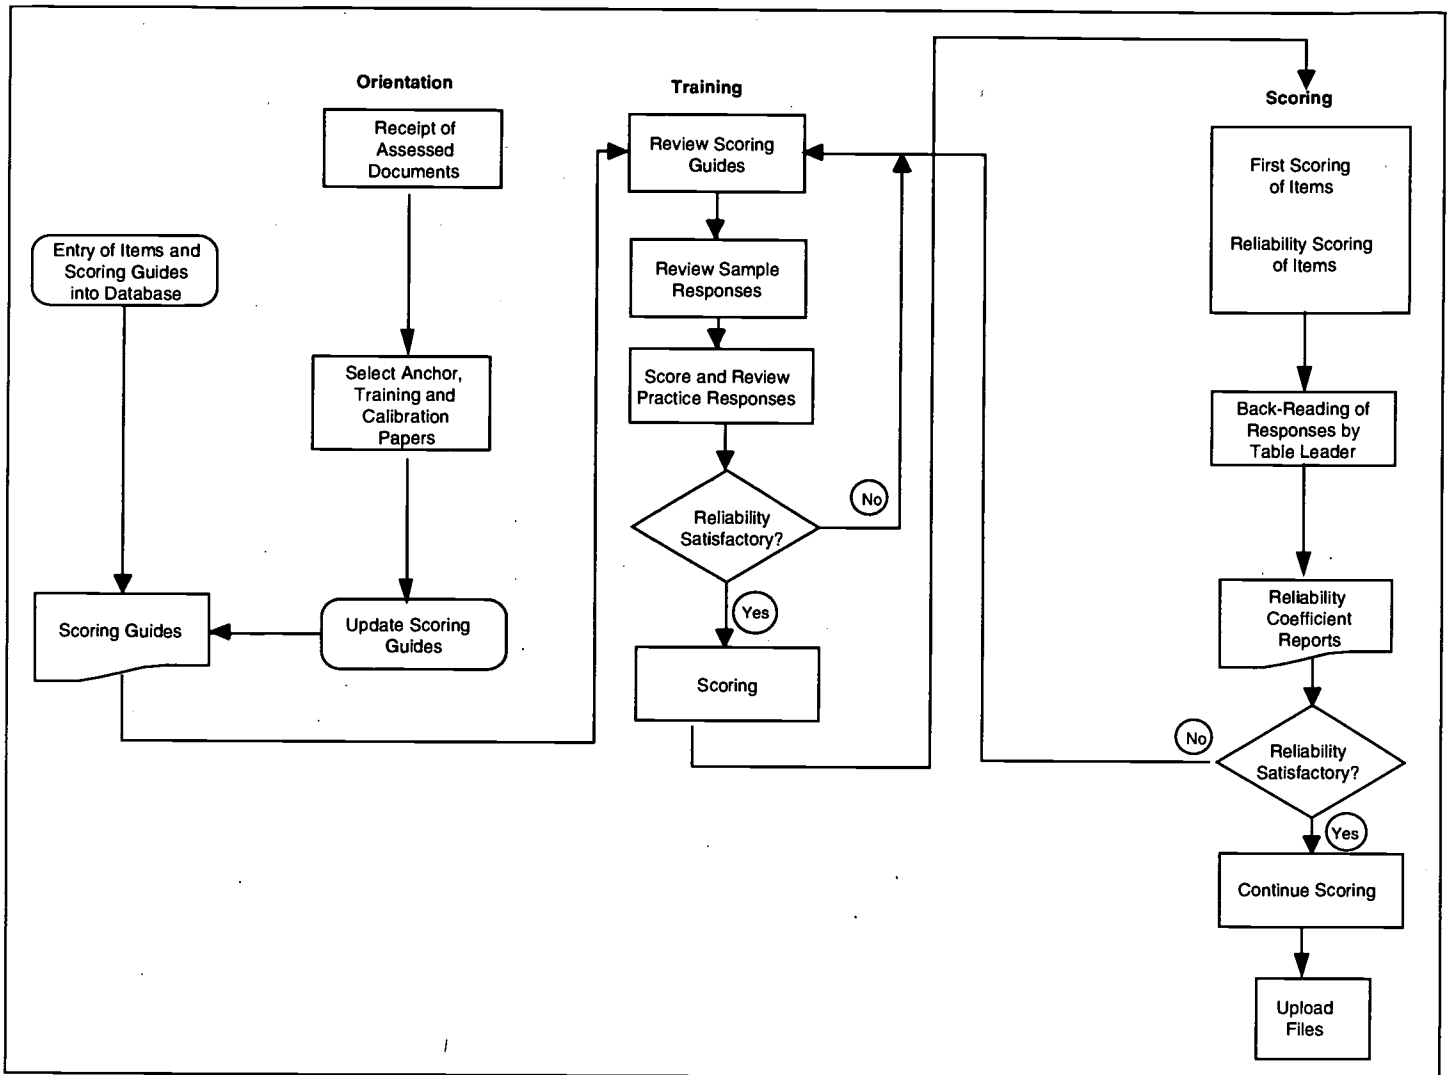 Orientation
Receipt of
Assessed
Documents
Entry of Items and
Scoring Guides
into Database
Select Anchor,
Training and
Calibration
Papers
Scoring Guides
Update Scoring
Guides
Training
Review Scoring
Guides
Review Sample
Responses
Score and Review
Practice Responses
Reliability
Satisfactory?
No
Yes
Scoring
Scoring
First Scoring
of Items
Reliability Scoring
of Items
Back-Reading of
Responses by
Table Leader
Reliability
Coefficient
Reports
Reliability
Satisfactory?
No
Yes
Continue Scoring
Upload
Files